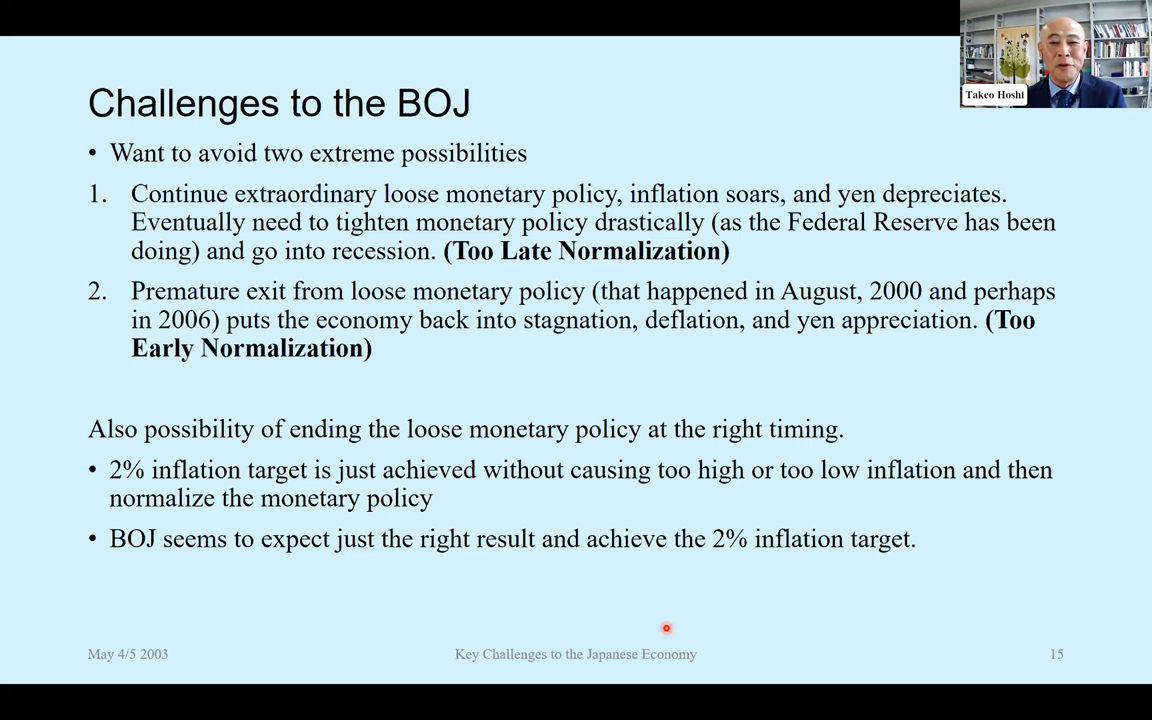 Takeo Hoshi
Challenges to the BOJ
• Want to avoid two extreme possibilities
1. Continue extraordinary loose monetary policy, inflation soars, and yen depreciates.
Eventually need to tighten monetary policy drastically (as the Federal Reserve has been
doing) and go into recession. (Too Late Normalization)
2. Premature exit from loose monetary policy (that happened in August, 2000 and perhaps
in 2006) puts the economy back into stagnation, deflation, and yen appreciation. (Too
Early Normalization)
Also possibility of ending the loose monetary policy at the right timing.
• 2% inflation target is just achieved without causing too high or too low inflation and then
normalize the monetary policy
• BOJ seems to expect just the right result and achieve the 2% inflation target.
May 4/5 2003 Key Challenges to the Japanese Economy 15